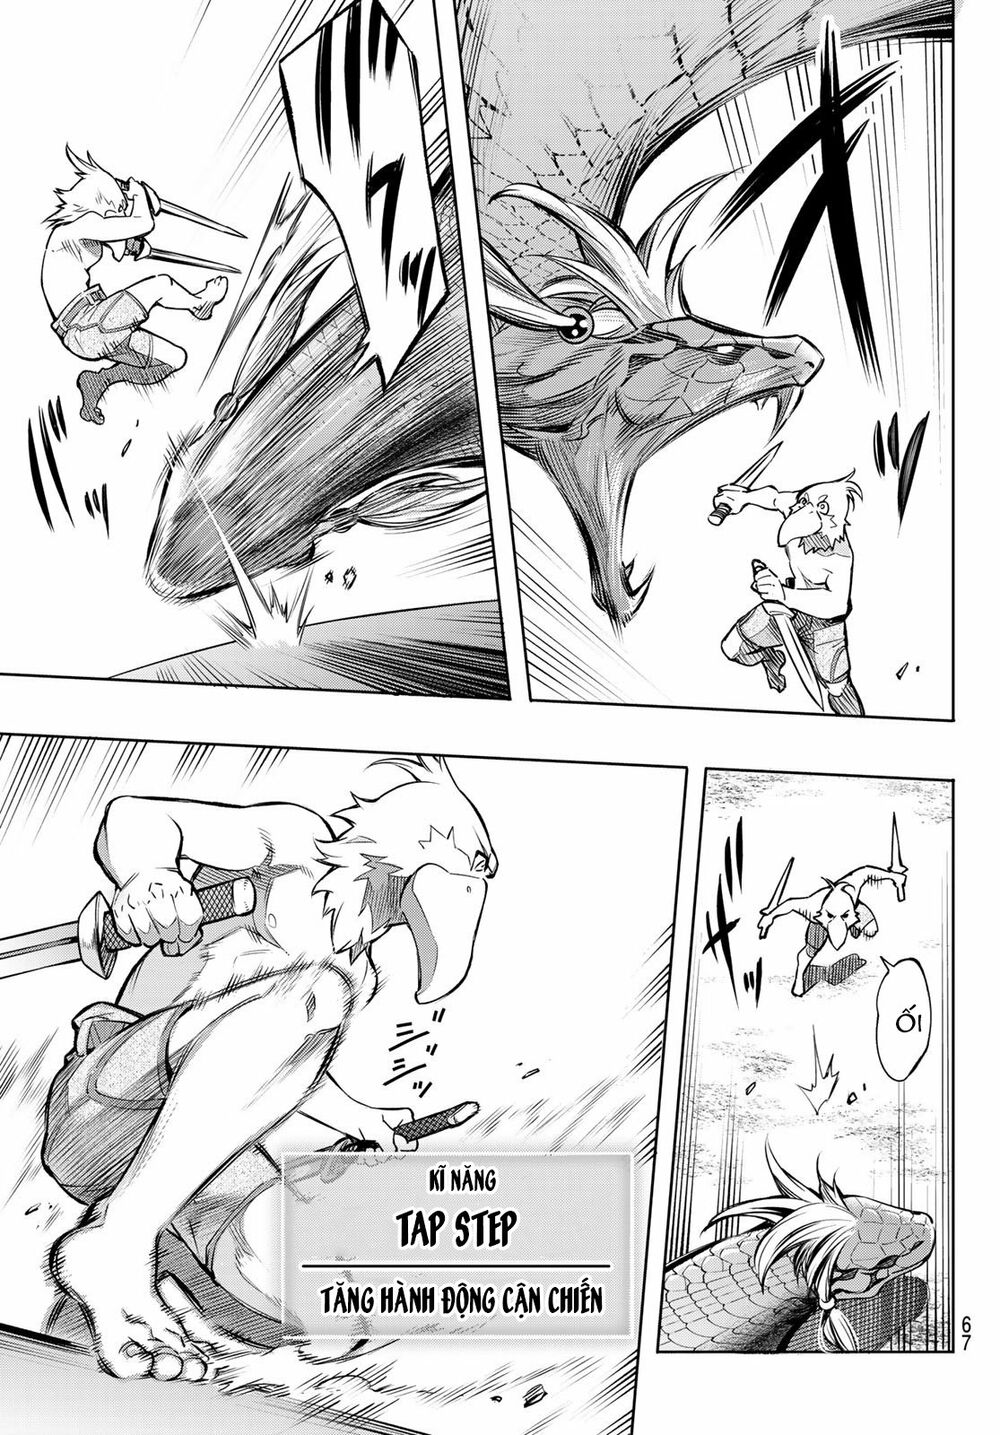 ỐI
KĨ NĂNG
TAP STEP
TĂNG HÀNH ĐỘNG CẬN CHIẾN
67